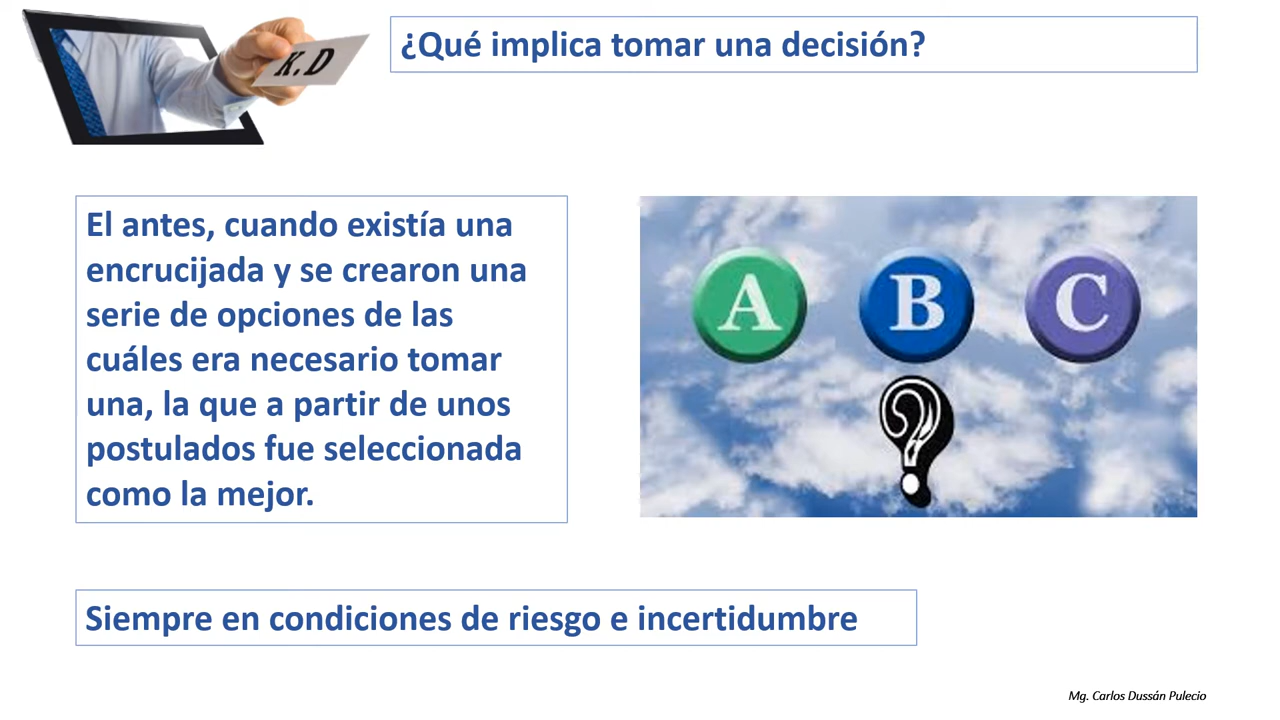 K.D
¿Qué implica tomar una decisión?
El antes, cuando existía una
encrucijada y se crearon una
serie de opciones de las
cuáles era necesario tomar
una, la que a partir de unos
postulados fue seleccionada
como la mejor.
A B C
?
Siempre en condiciones de riesgo e incertidumbre
Mg. Carlos Dussán Pulecio